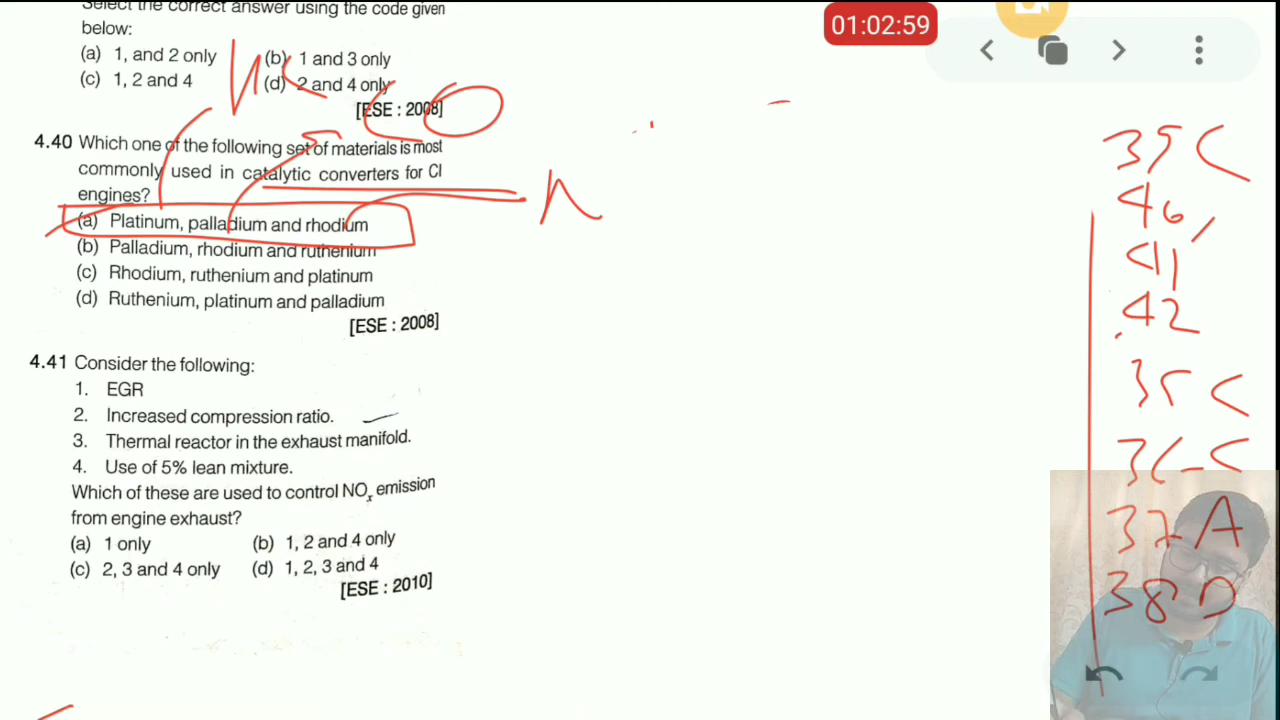 Select the correct answer using the code given
below:
(a) 1, and 2 only (b) 1 and 3 only
(c) 1, 2 and 4 (d) 2 and 4 only
[ESE : 2008]
4.40 Which one of the following set of materials is most
commonly used in catalytic converters for CI
engines?
(a) Platinum, palladium and rhodium
(b) Palladium, rhodium and ruthenium
(c) Rhodium, ruthenium and platinum
(d) Ruthenium, platinum and palladium
[ESE : 2008]
4.41 Consider the following:
1. EGR
2. Increased compression ratio.
3. Thermal reactor in the exhaust manifold.
4. Use of 5% lean mixture.
Which of these are used to control NOx emission
from engine exhaust?
(a) 1 only (b) 1, 2 and 4 only
(c) 2, 3 and 4 only (d) 1, 2, 3 and 4
[ESE : 2010]
01:02:59
HC
CO
N
35 C
40
41
42
35 C
36-C
37 A
38 D